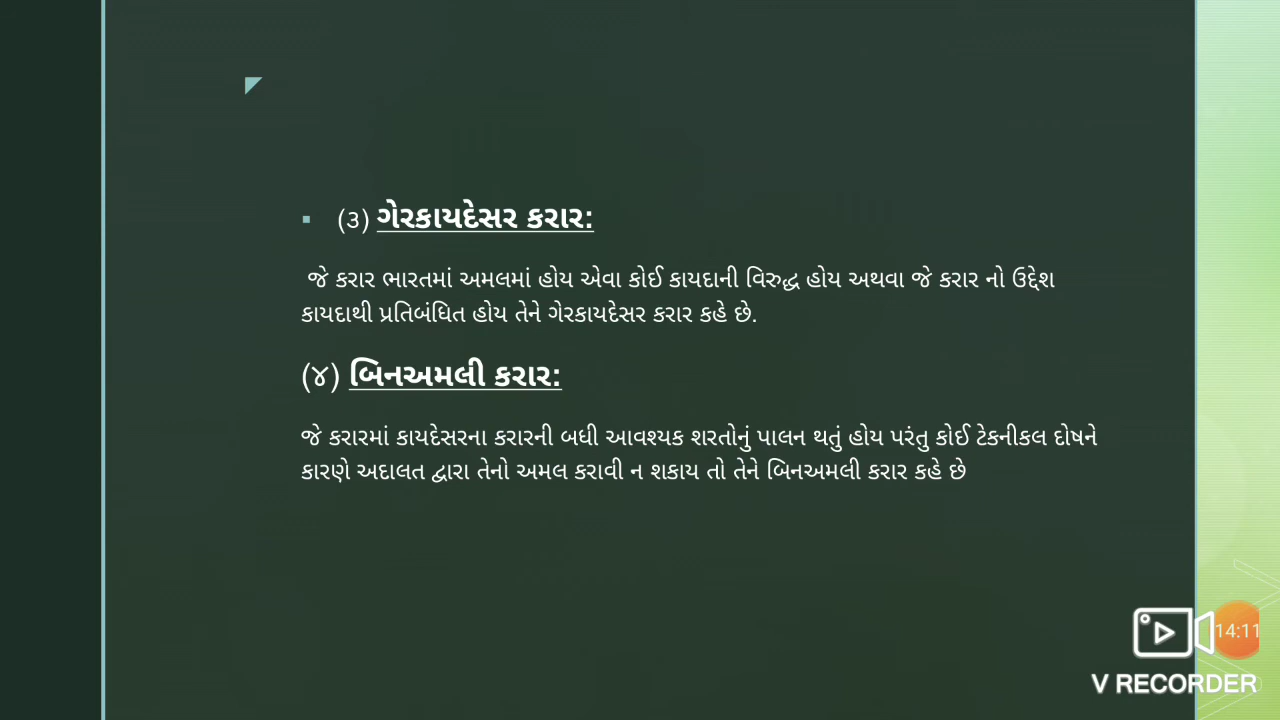 (૩) ગેરકાયદેસર કરાર:
જે કરાર ભારતમાં અમલમાં હોય એવા કોઈ કાયદાની વિરુદ્ધ હોય અથવા જે કરાર નો ઉદ્દેશ
કાયદાથી પ્રતિબંધિત હોય તેને ગેરકાયદેસર કરાર કહે છે.
(૪) બિનઅમલી કરાર:
જે કરારમાં કાયદેસરના કરારની બધી આવશ્યક શરતોનું પાલન થતું હોય પરંતુ કોઈ ટેકનીકલ દોષને
કારણે અદાલત દ્વારા તેનો અમલ કરાવી ન શકાય તો તેને બિનઅમલી કરાર કહે છે
14:11
V RECORDER